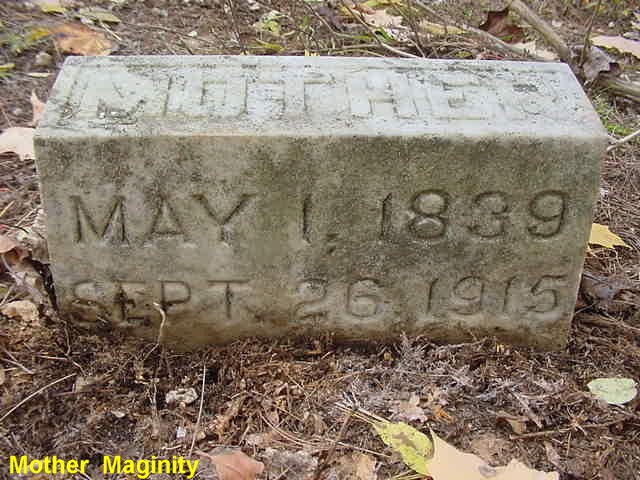 MOTHER
MAY 1, 1839
SEPT. 26 1915
Mother Maginity